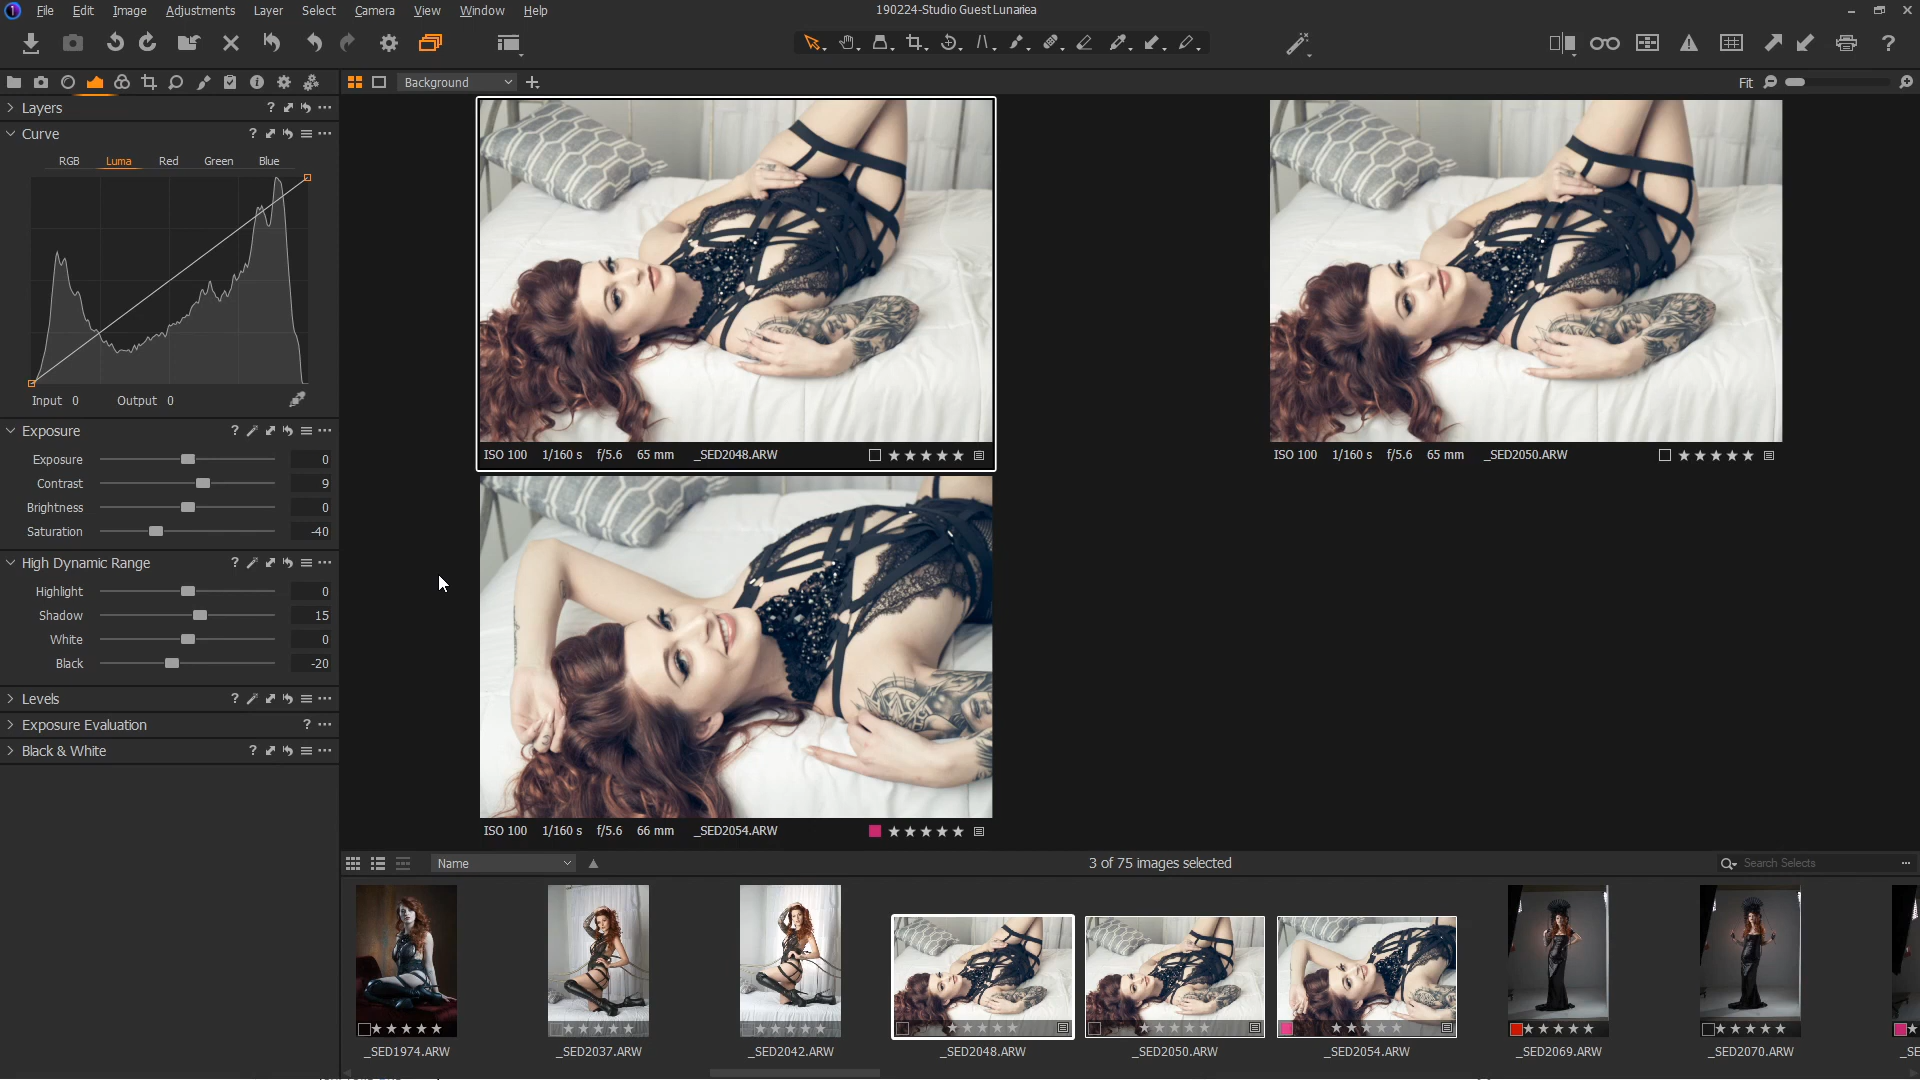 File Edit Image Adjustments Layer Select Camera View Window Help
190224-Studio Guest Lunariea
Background
Fit
Layers
Curve
RGB Luma Red Green Blue
Input 0 Output 0
Exposure
Exposure 0
Contrast 9
Brightness 0
Saturation -40
High Dynamic Range
Highlight 0
Shadow 15
White 0
Black -20
Levels
Exposure Evaluation
Black & White
ISO 100 1/160 s f/5.6 65 mm _SED2048.ARW
ISO 100 1/160 s f/5.6 65 mm _SED2050.ARW
ISO 100 1/160 s f/5.6 66 mm _SED2054.ARW
Name
3 of 75 images selected
Search Selects
_SED1974.ARW
_SED2037.ARW
_SED2042.ARW
_SED2048.ARW
_SED2050.ARW
_SED2054.ARW
_SED2069.ARW
_SED2070.ARW
_SE